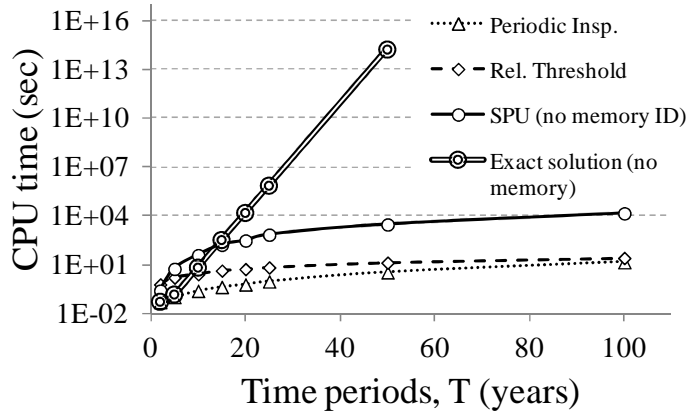 1E+16
1E+13
1E+10
1E+07
1E+04
1E+01
1E-02
CPU time (sec)
0
20
40
60
80
100
Time periods, T (years)
Periodic Insp.
Rel. Threshold
SPU (no memory ID)
Exact solution (no
memory)